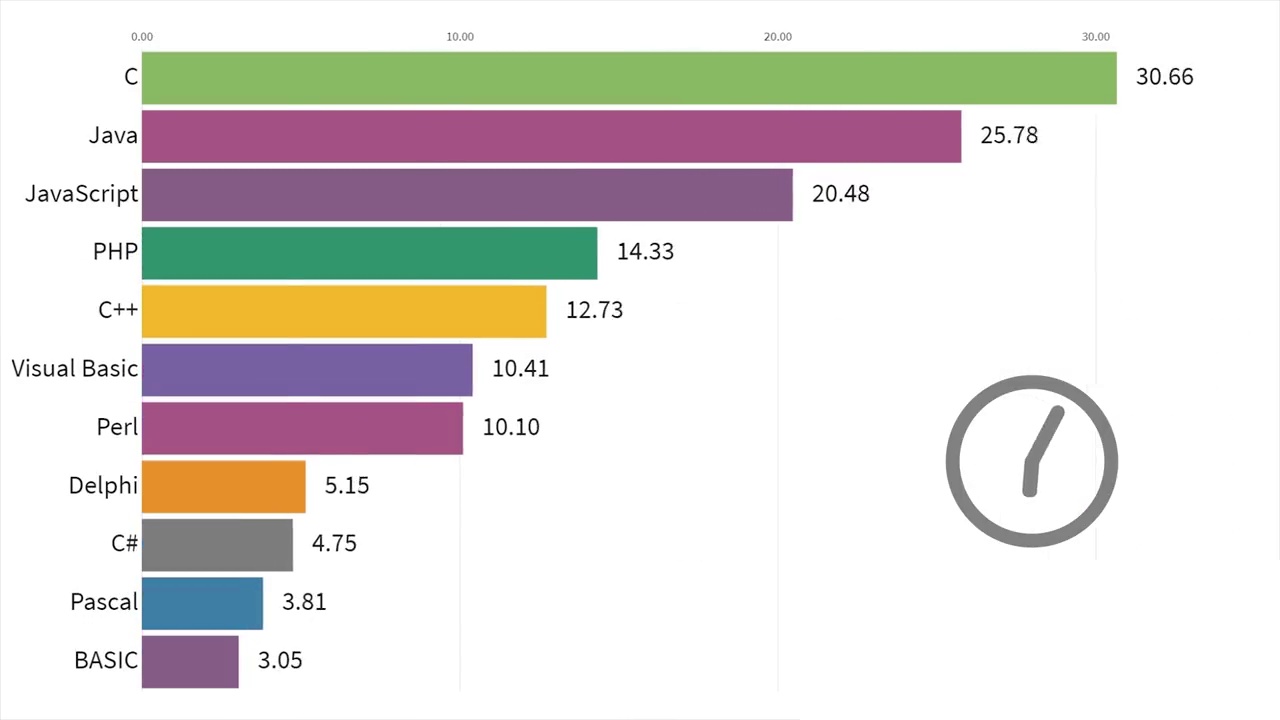 0.00 10.00 20.00 30.00
C 30.66
Java 25.78
JavaScript 20.48
PHP 14.33
C++ 12.73
Visual Basic 10.41
Perl 10.10
Delphi 5.15
C# 4.75
Pascal 3.81
BASIC 3.05